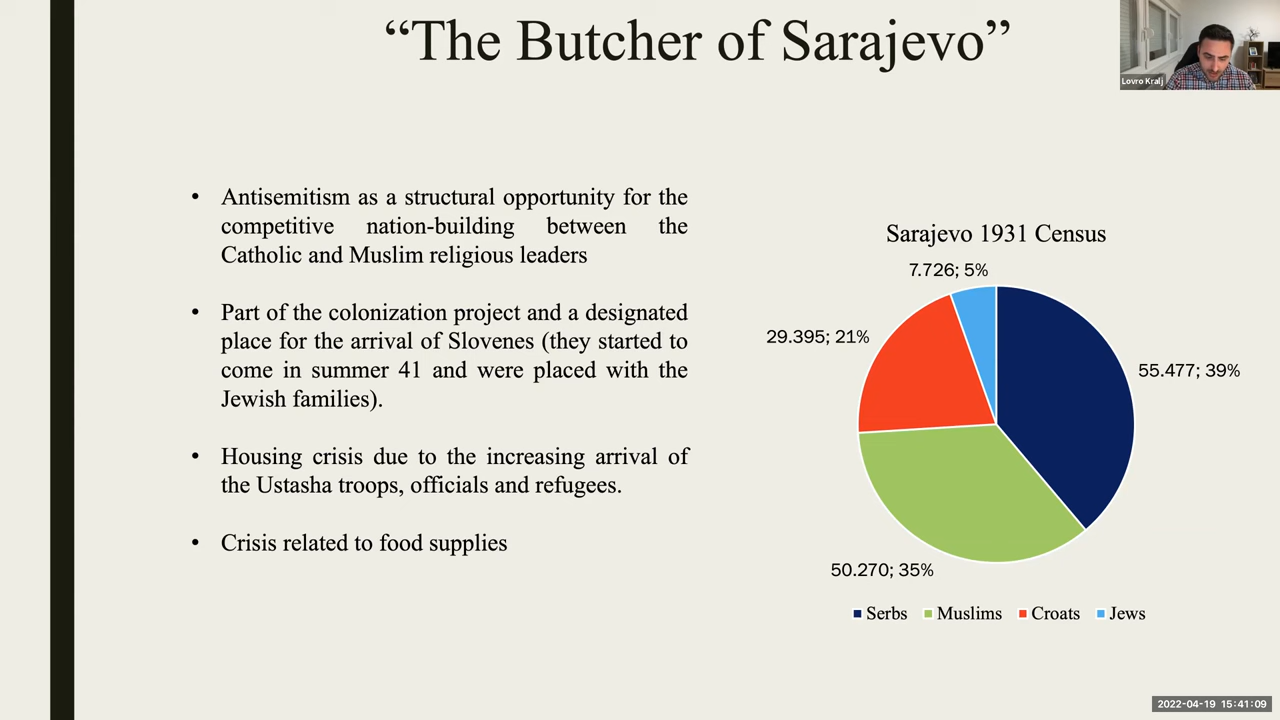 “The Butcher of Sarajevo”
Lovro Kralj
• Antisemitism as a structural opportunity for the
competitive nation-building between the
Catholic and Muslim religious leaders
• Part of the colonization project and a designated
place for the arrival of Slovenes (they started to
come in summer 41 and were placed with the
Jewish families).
• Housing crisis due to the increasing arrival of
the Ustasha troops, officials and refugees.
• Crisis related to food supplies
Sarajevo 1931 Census
7.726; 5%
29.395; 21%
55.477; 39%
50.270; 35%
Serbs Muslims Croats Jews
2022-04-19 15:41:09